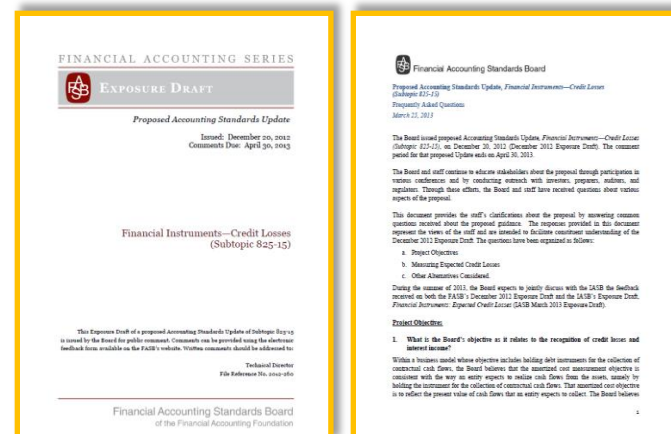 FINANCIAL ACCOUNTING SERIES
FASB
EXPOSURE DRAFT
Proposed Accounting Standards Update
Issued: December 20, 2012
Comments Due: April 30, 2013
Financial Instruments—Credit Losses
(Subtopic 825-15)
This Exposure Draft of a proposed Accounting Standards Update of Subtopic 825-15
is issued by the Board for public comment. Comments can be provided using the electronic
feedback form available on the FASB's website. Written comments should be addressed to:
Technical Director
File Reference No. 2012-260
Financial Accounting Standards Board
of the Financial Accounting Foundation
Financial Accounting Standards Board
Proposed Accounting Standards Update, Financial Instruments—Credit Losses
(Subtopic 825-15)
Frequently Asked Questions
March 25, 2013
The Board issued proposed Accounting Standards Update, Financial Instruments—Credit Losses
(Subtopic 825-15), on December 20, 2012 (December 2012 Exposure Draft). The comment
period for that proposed Update ends on April 30, 2013.
The Board and staff continue to educate stakeholders about the proposal through participation in
various conferences and by conducting outreach with investors, preparers, auditors, and
regulators. Through these efforts, the Board and staff have received questions about various
aspects of the proposal.
This document provides the staff's clarifications about the proposal by answering common
questions received about the proposed guidance. The responses provided in this document
represent the views of the staff and are intended to facilitate constituent understanding of the
December 2012 Exposure Draft. The questions have been organized as follows:
a. Project Objectives
b. Measuring Expected Credit Losses
c. Other Alternatives Considered.
During the summer of 2013, the Board expects to jointly discuss with the IASB the feedback
received on both the FASB's December 2012 Exposure Draft and the IASB's Exposure Draft,
Financial Instruments: Expected Credit Losses (IASB March 2013 Exposure Draft).
Project Objective:
1. What is the Board's objective as it relates to the recognition of credit losses and
interest income?
Within a business model whose objective includes holding debt instruments for the collection of
contractual cash flows, the Board believes that the amortized cost measurement objective is
consistent with the way an entity expects to realize cash flows from the assets, namely by
holding the instrument for the collection of contractual cash flows. That amortized cost objective
is to reflect the present value of cash flows that an entity expects to collect. The Board believes